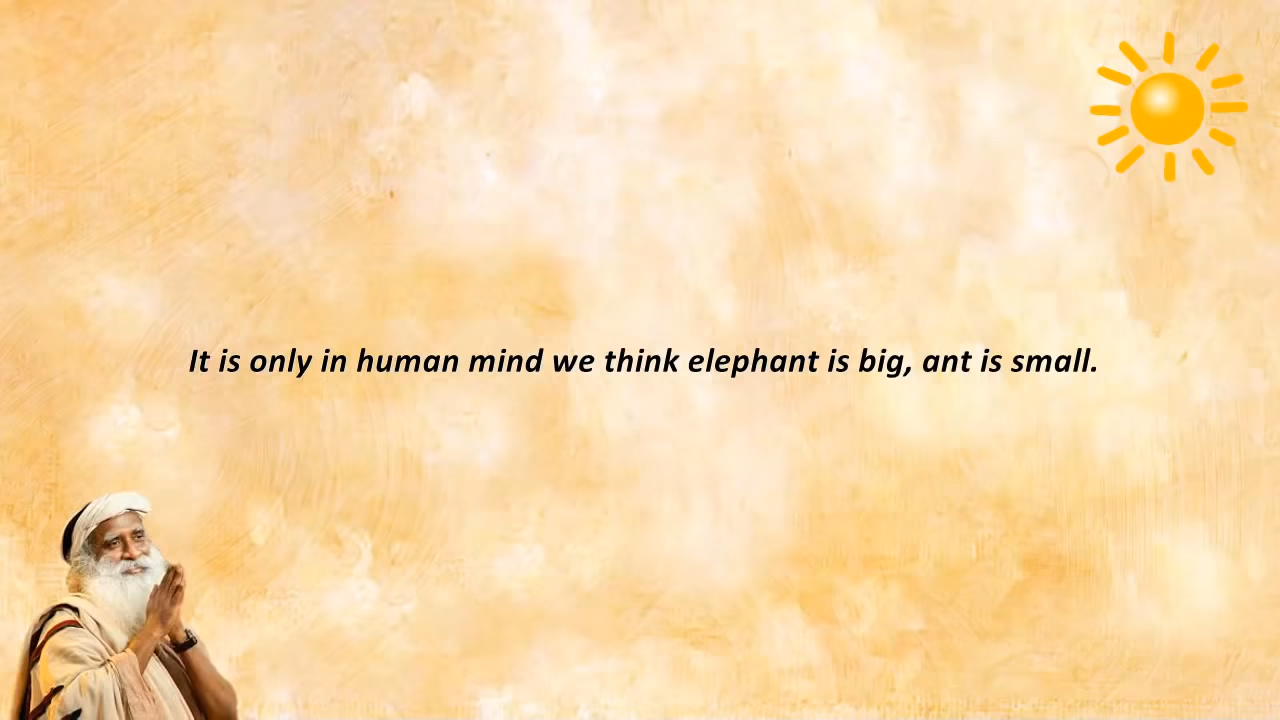 It is only in human mind we think elephant is big, ant is small.